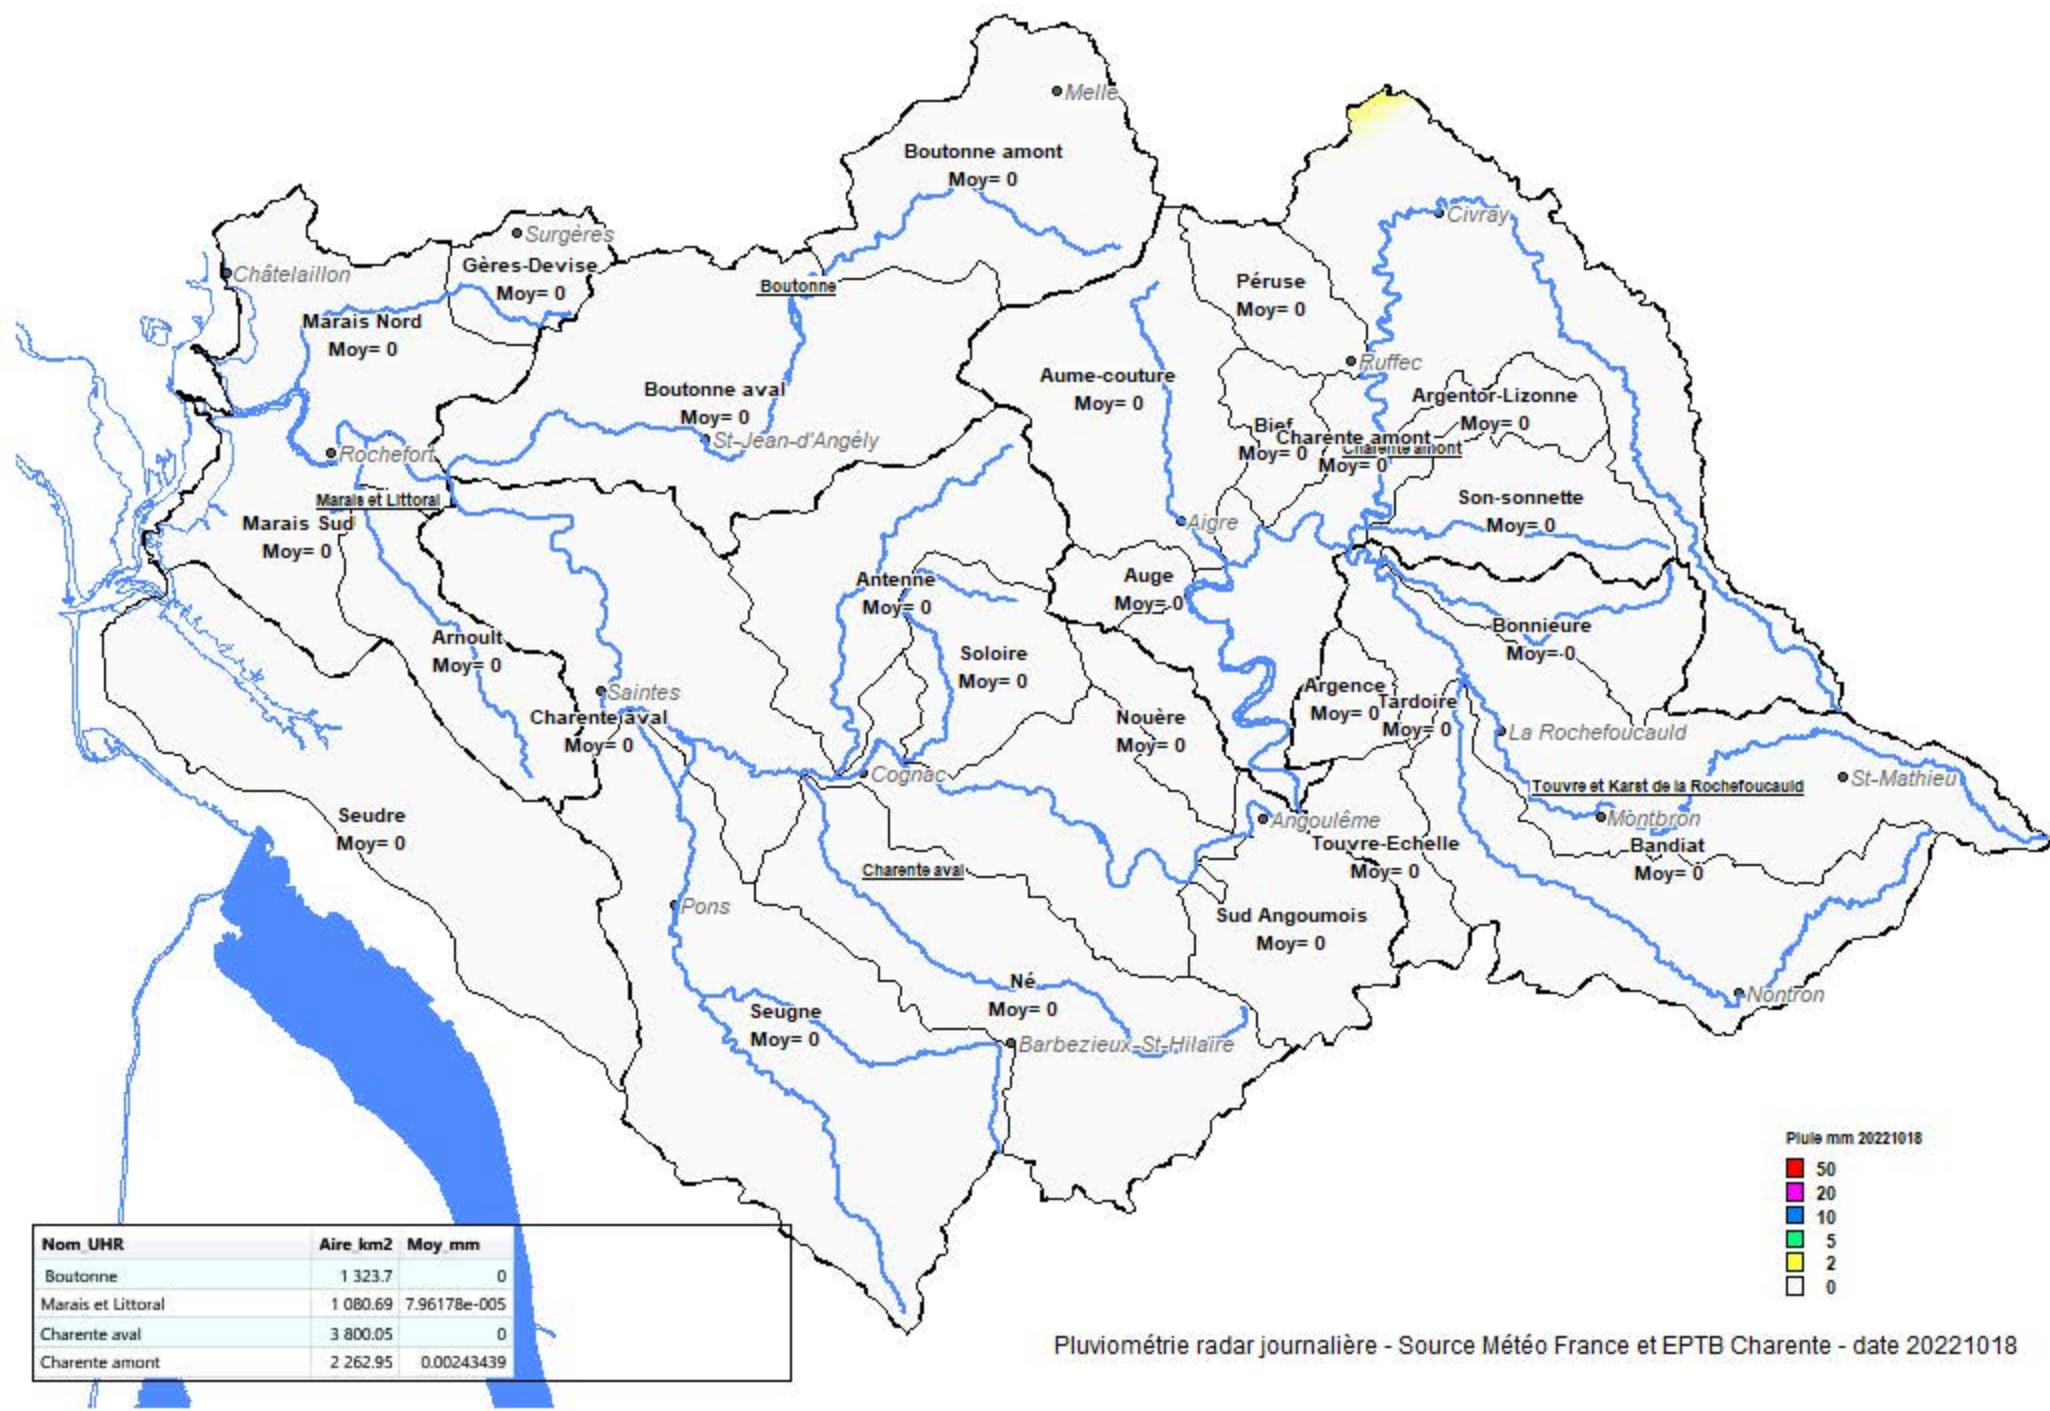 Melle
Boutonne amont
Moy= 0
Civray
Surgères
Gères-Devise
Moy= 0
Châtelaillon
Boutonne
Péruse
Moy= 0
Marais Nord
Moy= 0
Ruffec
Aume-couture
Moy= 0
Boutonne aval
Moy= 0
Argentor-Lizonne
Moy= 0
St-Jean-d'Angély
Bief
Moy= 0
Charente amont
Charente amont
Moy= 0
Rochefort
Marais et Littoral
Son-sonnette
Moy= 0
Marais Sud
Moy= 0
Aigre
Antenne
Moy= 0
Auge
Moy= 0
Bonnieure
Moy= 0
Arnoult
Moy= 0
Soloire
Moy= 0
Saintes
Argence
Moy= 0
Tardoire
Moy= 0
Charente aval
Moy= 0
Nouère
Moy= 0
La Rochefoucauld
Cognac
St-Mathieu
Touvre et Karst de la Rochefoucauld
Seudre
Moy= 0
Angoulême
Montbron
Touvre-Echelle
Moy= 0
Bandiat
Moy= 0
Charente aval
Pons
Sud Angoumois
Moy= 0
Né
Moy= 0
Nontron
Seugne
Moy= 0
Barbezieux-St-Hilaire
Pluie mm 20221018
50
20
10
5
2
0
Nom_UHR Aire_km2 Moy_mm
Boutonne 1 323.7 0
Marais et Littoral 1 080.69 7.96178e-005
Charente aval 3 800.05 0
Charente amont 2 262.95 0.00243439
Pluviométrie radar journalière - Source Météo France et EPTB Charente - date 20221018